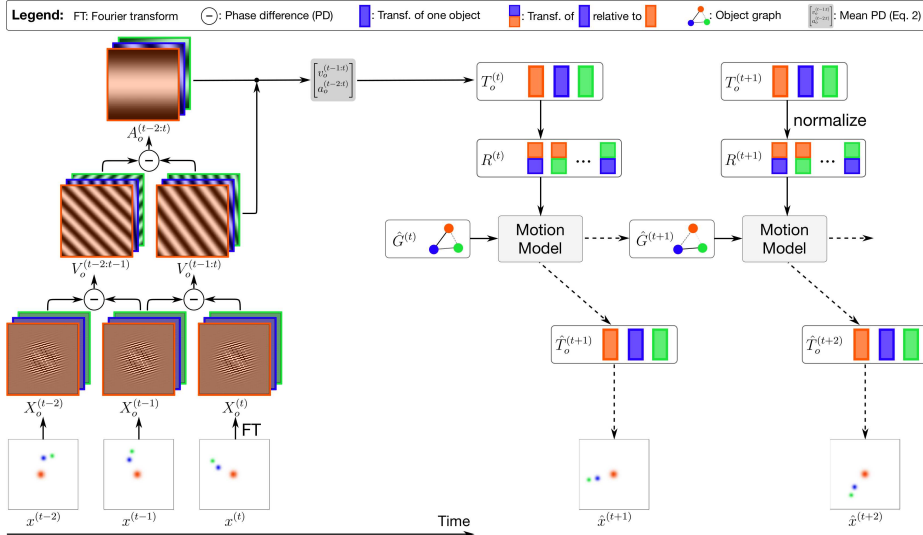 Legend: FT: Fourier transform − : Phase difference (PD) : Transf. of one object : Transf. of relative to : Object graph : Mean PD (Eq. 2)
T_o^(t) T_o^(t+1)
[v_o^(t-1:t) a_o^(t-2:t)]
normalize
A_o^(t-2:t)
−
R^(t) ... R^(t+1) ...
Ĝ^(t) Motion Model Ĝ^(t+1) Motion Model
V_o^(t-2:t-1) V_o^(t-1:t)
− −
T̂_o^(t+1) T̂_o^(t+2)
X_o^(t-2) X_o^(t-1) X_o^(t)
FT
x^(t-2) x^(t-1) x^(t) x̂^(t+1) x̂^(t+2)
Time